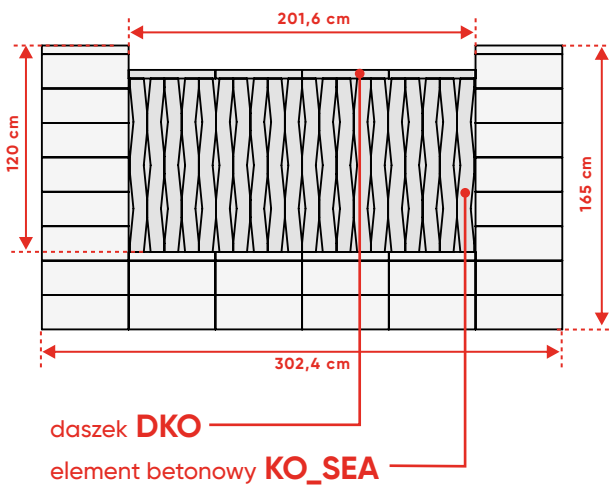 201,6 cm
120 cm
165 cm
302,4 cm
daszek DKO
element betonowy KO_SEA